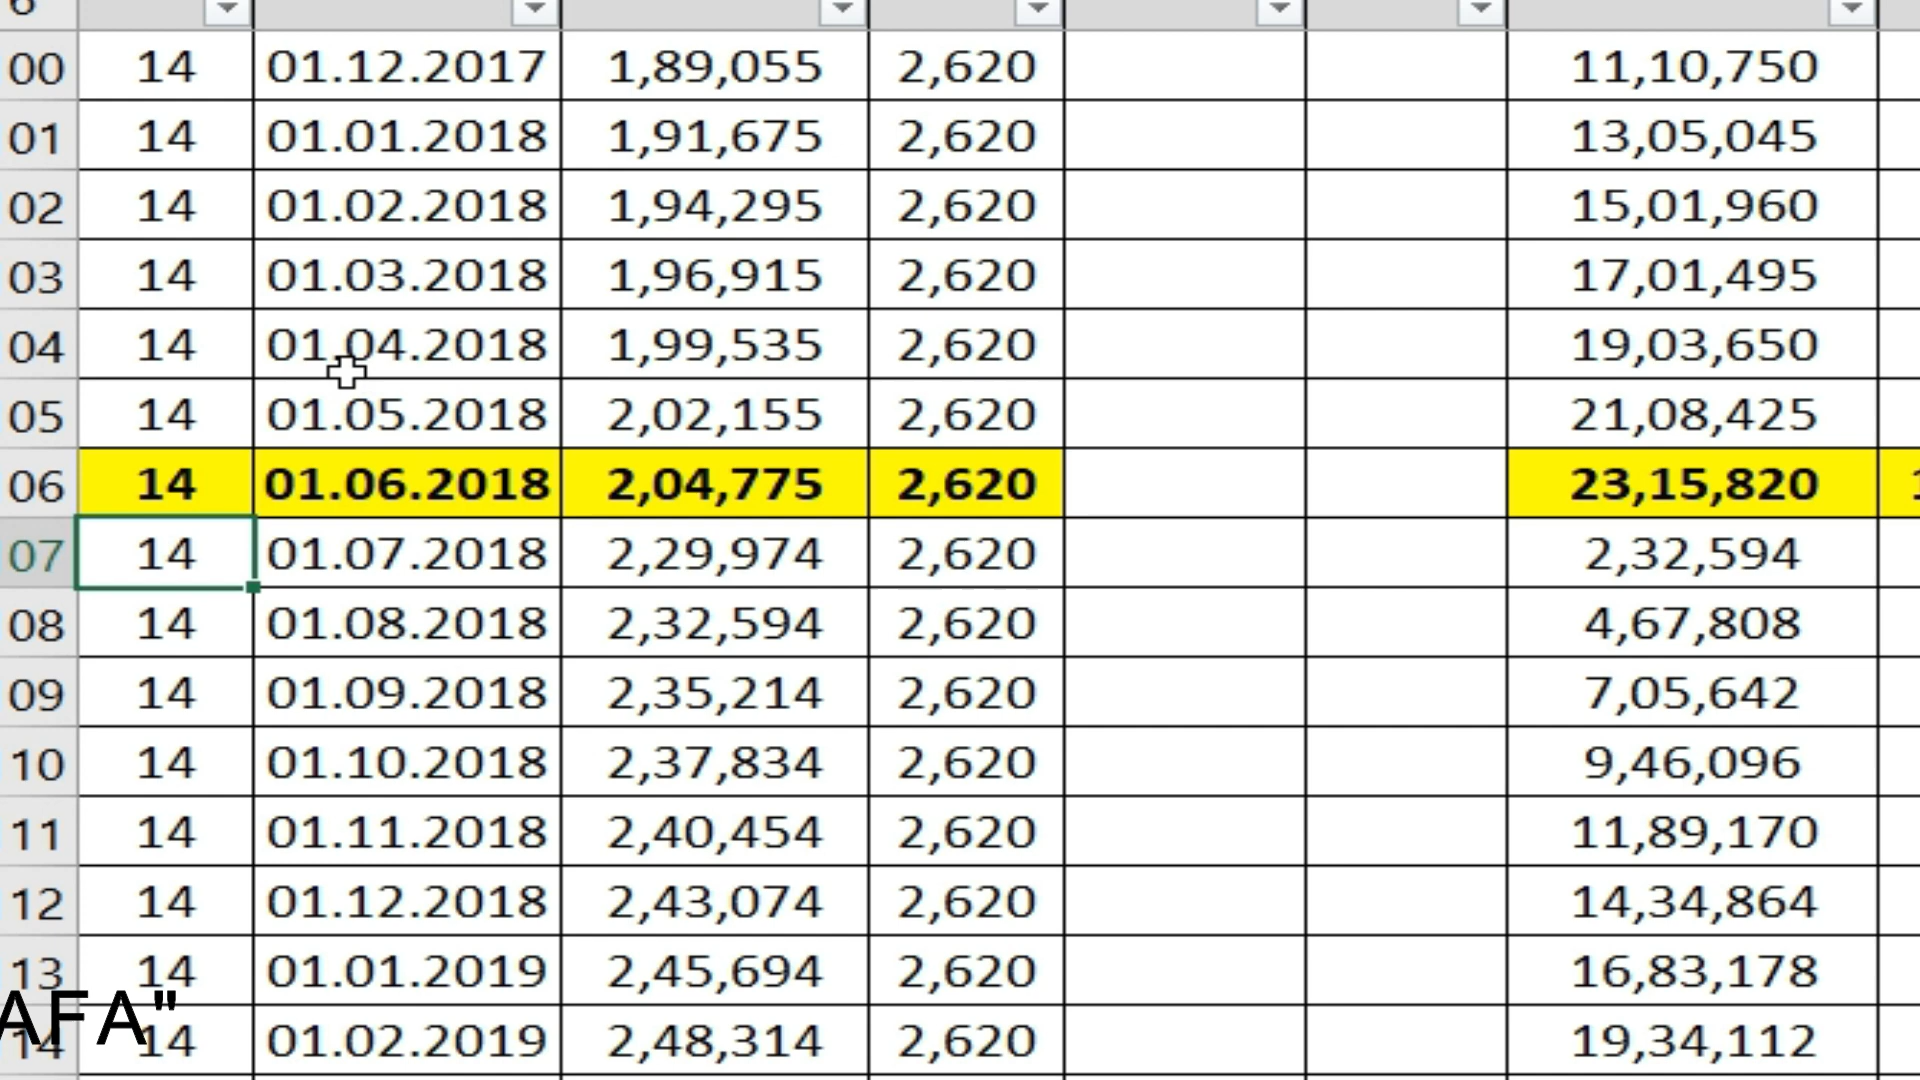 6
00 14 01.12.2017 1,89,055 2,620 11,10,750
01 14 01.01.2018 1,91,675 2,620 13,05,045
02 14 01.02.2018 1,94,295 2,620 15,01,960
03 14 01.03.2018 1,96,915 2,620 17,01,495
04 14 01.04.2018 1,99,535 2,620 19,03,650
05 14 01.05.2018 2,02,155 2,620 21,08,425
06 14 01.06.2018 2,04,775 2,620 23,15,820 1
07 14 01.07.2018 2,29,974 2,620 2,32,594
08 14 01.08.2018 2,32,594 2,620 4,67,808
09 14 01.09.2018 2,35,214 2,620 7,05,642
10 14 01.10.2018 2,37,834 2,620 9,46,096
11 14 01.11.2018 2,40,454 2,620 11,89,170
12 14 01.12.2018 2,43,074 2,620 14,34,864
13 14 01.01.2019 2,45,694 2,620 16,83,178
AFA"
14 14 01.02.2019 2,48,314 2,620 19,34,112